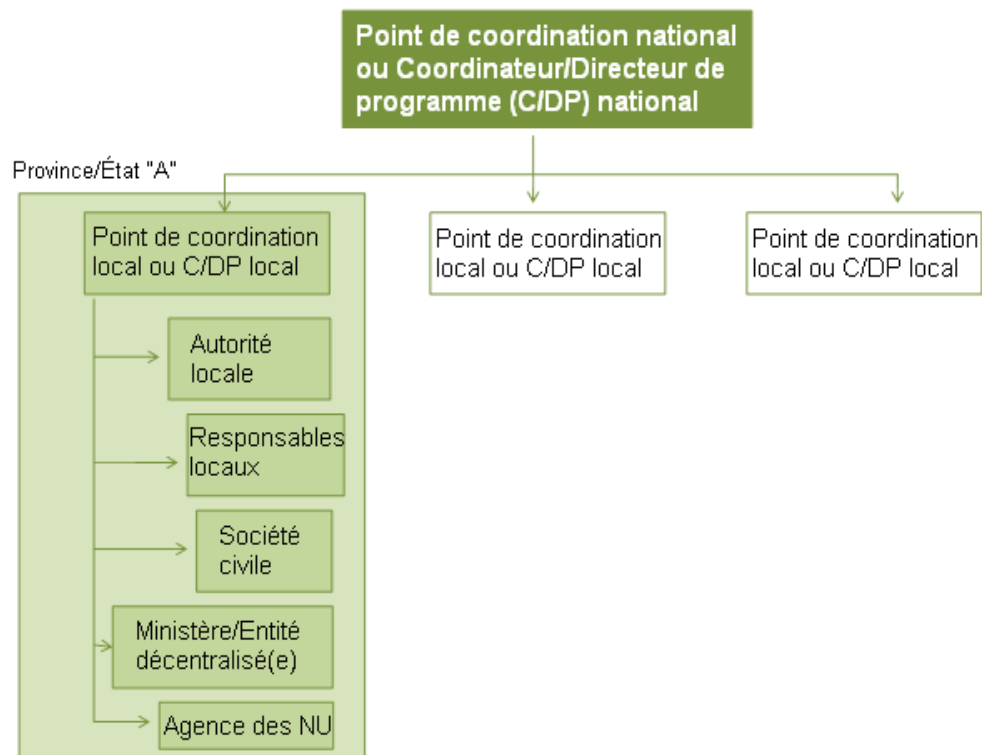 Point de coordination national
ou Coordinateur/Directeur de
programme (C/DP) national
Province/État "A"
Point de coordination
local ou C/DP local
Point de coordination
local ou C/DP local
Point de coordination
local ou C/DP local
Autorité
locale
Responsables
locaux
Société
civile
Ministère/Entité
décentralisé(e)
Agence des NU